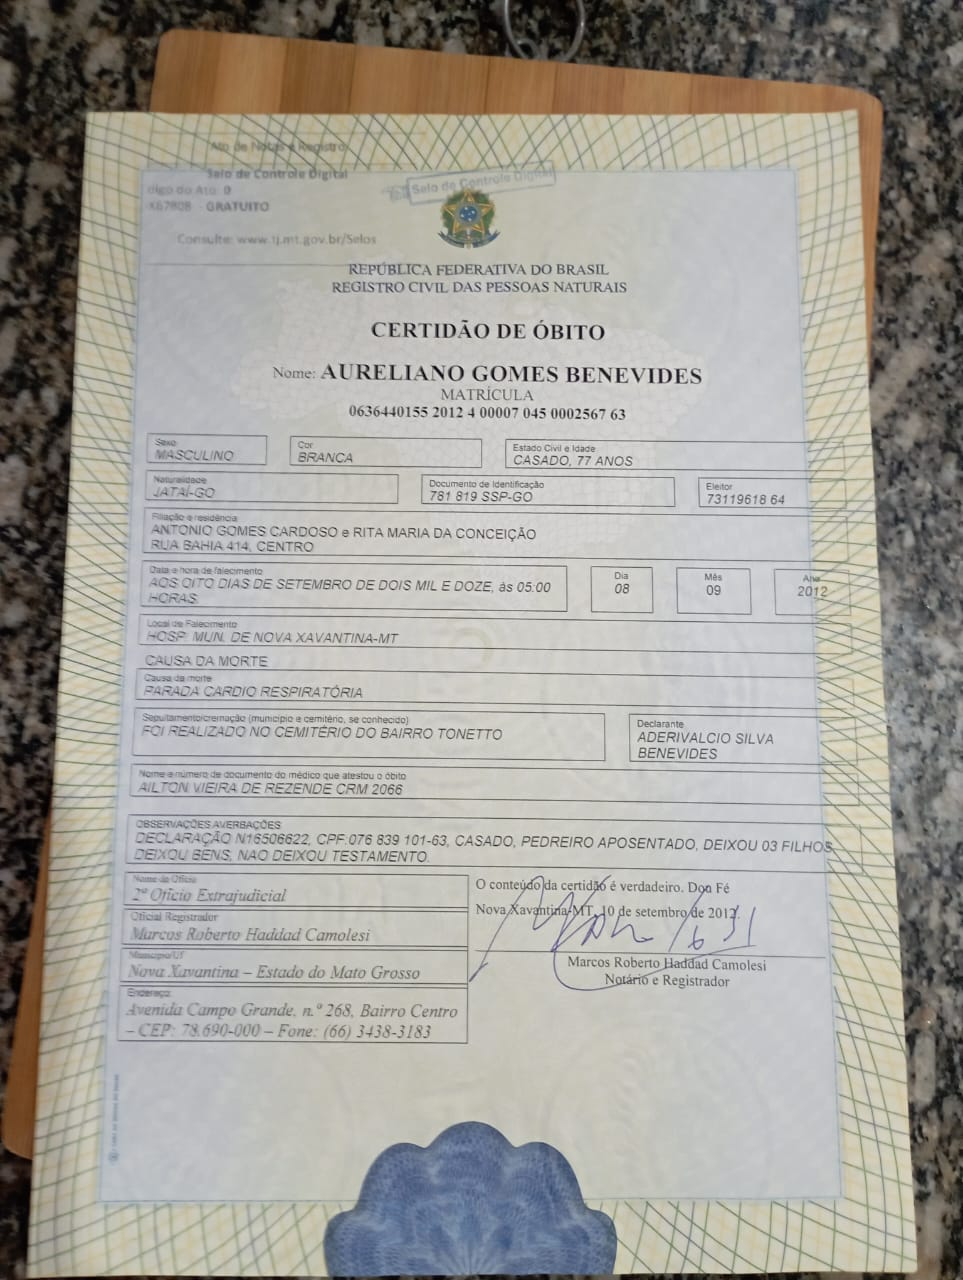 Ato de Notas e Registro
Selo de Controle Digital
Selo de Controle Digital
digo do Ato: 0
X67808 - GRATUITO
Consulte: www.tj.mt.gov.br/Selos
REPÚBLICA FEDERATIVA DO BRASIL
REGISTRO CIVIL DAS PESSOAS NATURAIS
CERTIDÃO DE ÓBITO
Nome: AURELIANO GOMES BENEVIDES
MATRÍCULA
0636440155 2012 4 00007 045 0002567 63
Sexo
MASCULINO
Cor
BRANCA
Estado Civil e Idade
CASADO, 77 ANOS
Naturalidade
JATAÍ-GO
Documento de Identificação
781 819 SSP-GO
Eleitor
73119618 64
Filiação e residência
ANTONIO GOMES CARDOSO e RITA MARIA DA CONCEIÇÃO
RUA BAHIA 414, CENTRO
Data e hora de falecimento
AOS OITO DIAS DE SETEMBRO DE DOIS MIL E DOZE, às 05:00
HORAS
Dia
08
Mês
09
Ano
2012
Local de Falecimento
HOSP. MUN. DE NOVA XAVANTINA-MT
CAUSA DA MORTE
Causa da morte
PARADA CARDIO RESPIRATÓRIA
Sepultamento/cremação (município e cemitério, se conhecido)
FOI REALIZADO NO CEMITÉRIO DO BAIRRO TONETTO
Declarante
ADERIVALCIO SILVA
BENEVIDES
Nome e número de documento do médico que atestou o óbito
AILTON VIEIRA DE REZENDE CRM 2066
OBSERVAÇÕES AVERBAÇÕES
DECLARAÇÃO N16506622, CPF:076 839 101-63, CASADO, PEDREIRO APOSENTADO, DEIXOU 03 FILHOS
DEIXOU BENS, NAO DEIXOU TESTAMENTO.
Nome do Ofício
2º Oficio Extrajudicial
Oficial Registrador
Marcos Roberto Haddad Camolesi
Município/UF
Nova Xavantina – Estado do Mato Grosso
Endereço
Avenida Campo Grande, n.º 268, Bairro Centro
– CEP: 78.690-000 – Fone: (66) 3438-3183
O conteúdo da certidão é verdadeiro. Dou Fé
Nova Xavantina-MT, 10 de setembro de 2012.
Marcos Roberto Haddad Camolesi
Notário e Registrador